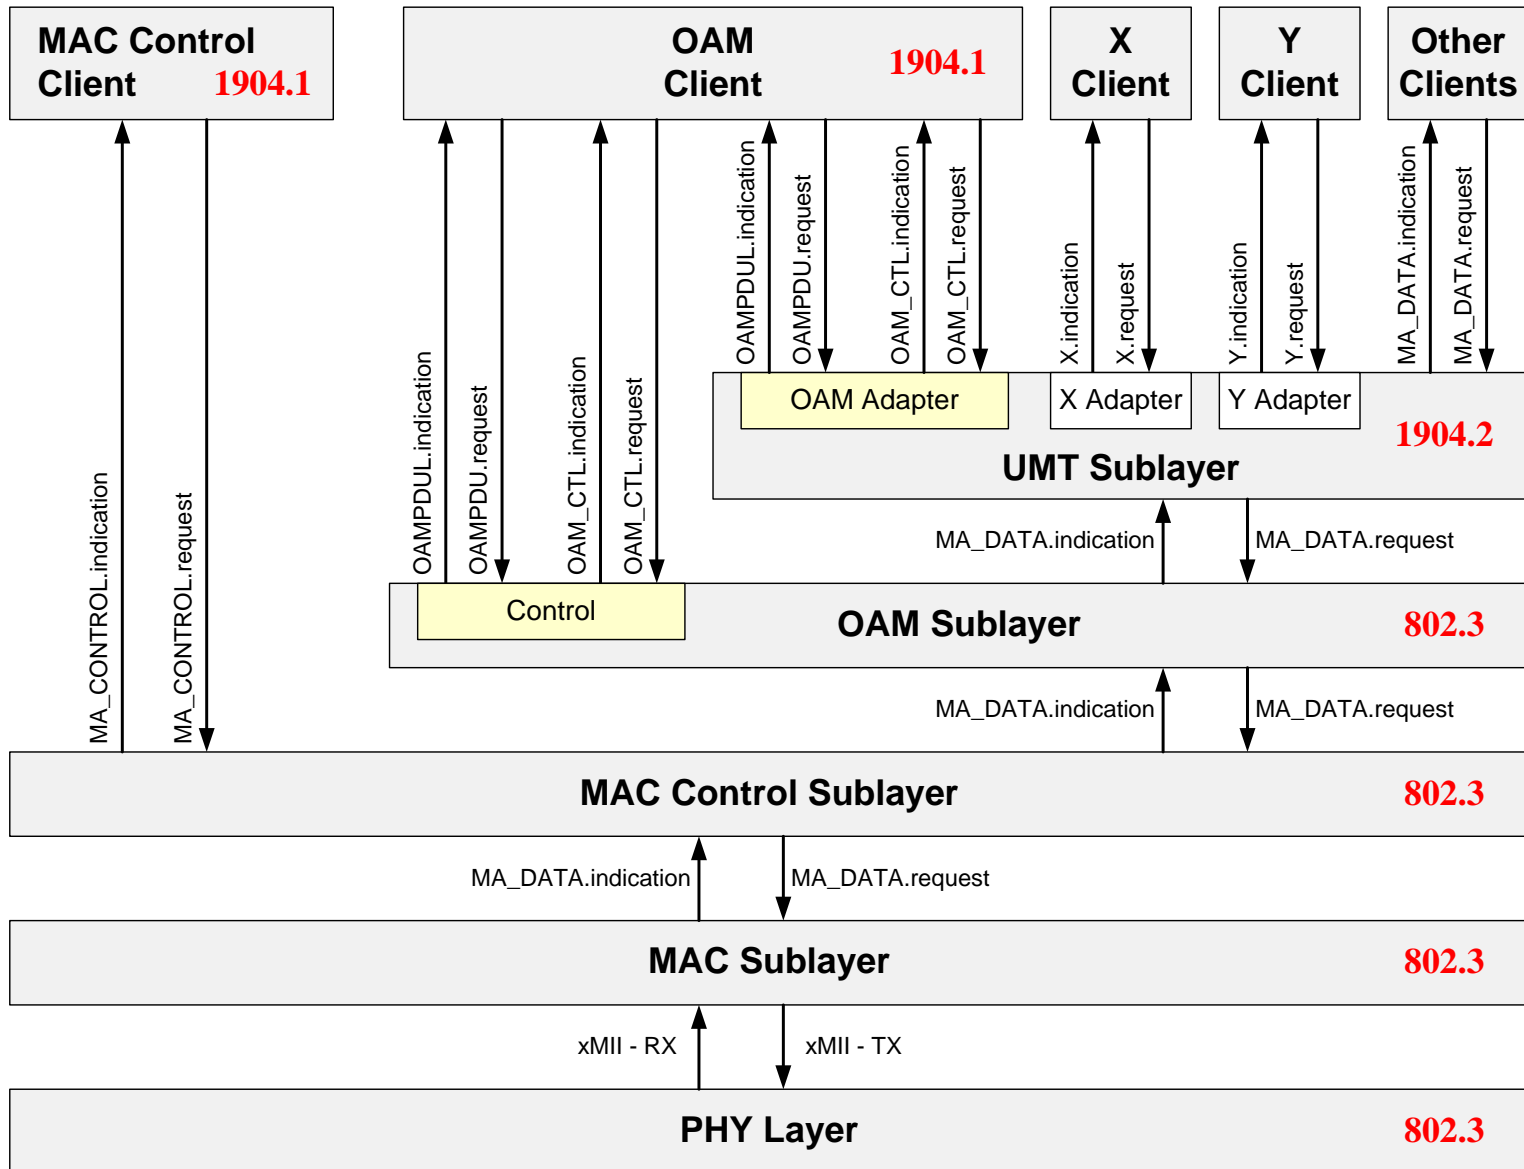 MAC Control
Client 1904.1
OAM
Client 1904.1
X
Client
Y
Client
Other
Clients
MA_CONTROL.indication
MA_CONTROL.request
OAMPDUL.indication
OAMPDU.request
OAM_CTL.indication
OAM_CTL.request
OAMPDUL.indication
OAMPDU.request
OAM_CTL.indication
OAM_CTL.request
X.indication
X.request
Y.indication
Y.request
MA_DATA.indication
MA_DATA.request
OAM Adapter
X Adapter
Y Adapter
1904.2
UMT Sublayer
MA_DATA.indication
MA_DATA.request
Control
OAM Sublayer
802.3
MA_DATA.indication
MA_DATA.request
MAC Control Sublayer
802.3
MA_DATA.indication
MA_DATA.request
MAC Sublayer
802.3
xMII - RX
xMII - TX
PHY Layer
802.3